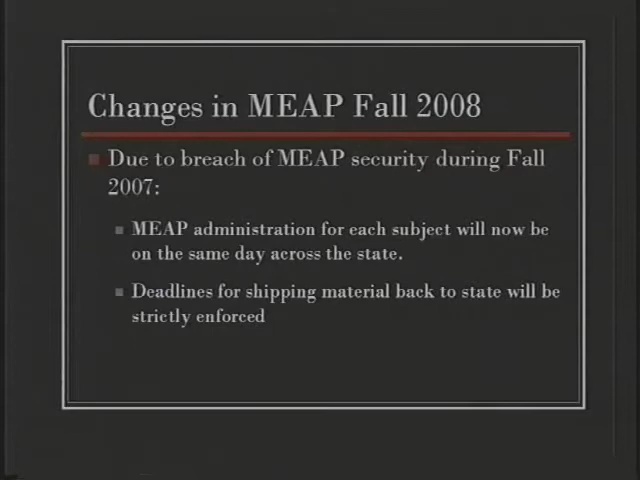 Changes in MEAP Fall 2008
Due to breach of MEAP security during Fall
2007:
MEAP administration for each subject will now be
on the same day across the state.
Deadlines for shipping material back to state will be
strictly enforced